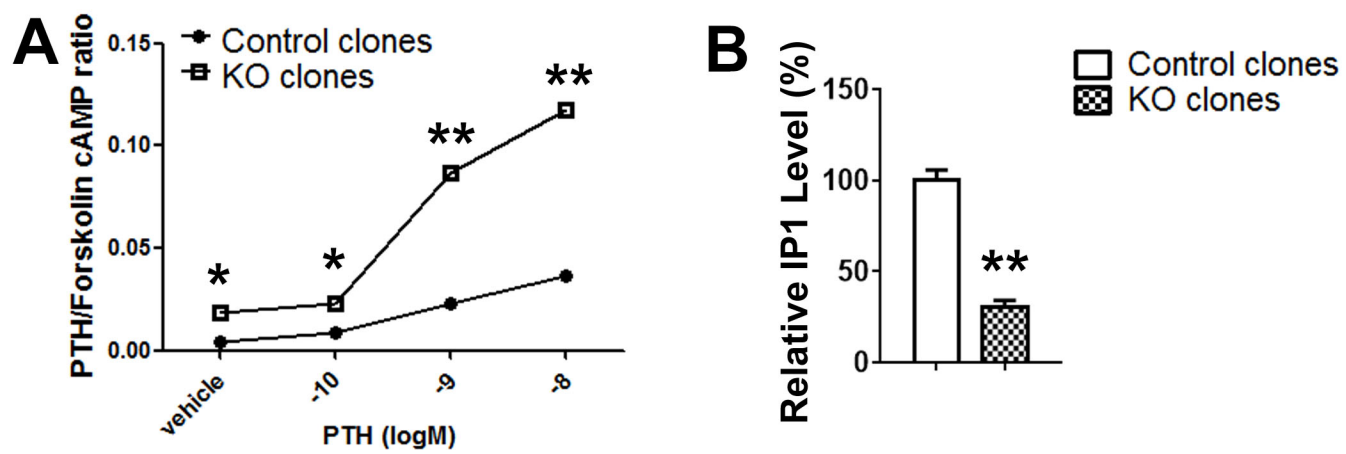 A
PTH/Forskolin cAMP ratio
0.15
0.10
0.05
0.00
Control clones
KO clones
*
*
**
**
vehicle
-10
-9
-8
PTH (logM)
B
Relative IP1 Level (%)
150
100
50
0
**
Control clones
KO clones